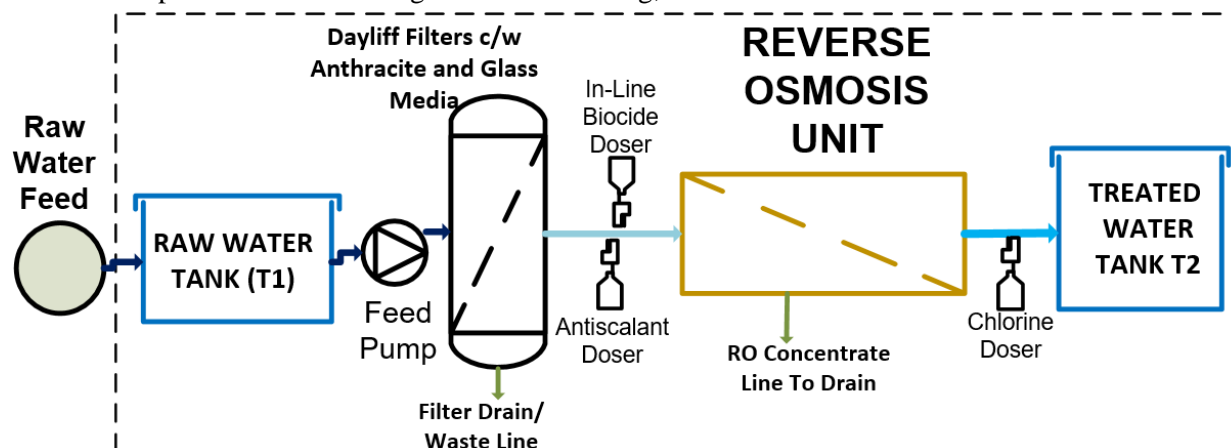 Dayliff Filters c/w
Anthracite and Glass
Media
In-Line
Biocide
Doser
REVERSE
OSMOSIS
UNIT
Raw
Water
Feed
RAW WATER
TANK (T1)
Feed
Pump
Antiscalant
Doser
RO Concentrate
Line To Drain
Chlorine
Doser
TREATED
WATER
TANK T2
Filter Drain/
Waste Line